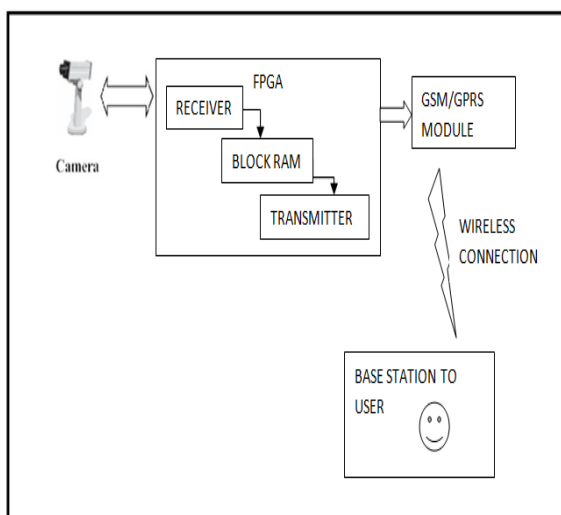 FPGA
RECEIVER
BLOCK RAM
TRANSMITTER
Camera
GSM/GPRS
MODULE
WIRELESS
CONNECTION
BASE STATION TO
USER